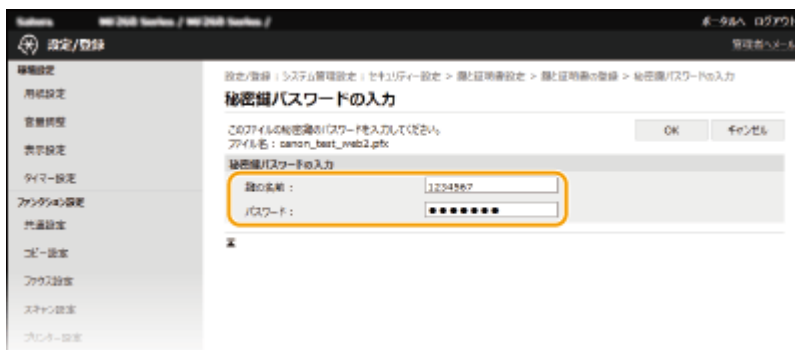 ポータルへ ログアウト
設定/登録
管理者へメール
環境設定
用紙設定
音量調整
表示設定
タイマー設定
ファンクション設定
共通設定
コピー設定
ファクス設定
スキャン設定
プリンター設定
設定/登録 : システム管理設定 : セキュリティー設定 > 鍵と証明書設定 > 鍵と証明書の登録 > 秘密鍵パスワードの入力
秘密鍵パスワードの入力
このファイルの秘密鍵のパスワードを入力してください。
ファイル名 : canon_test_web2.pfx
OK キャンセル
秘密鍵パスワードの入力
鍵の名前 : 1234567
パスワード : ●●●●●●●